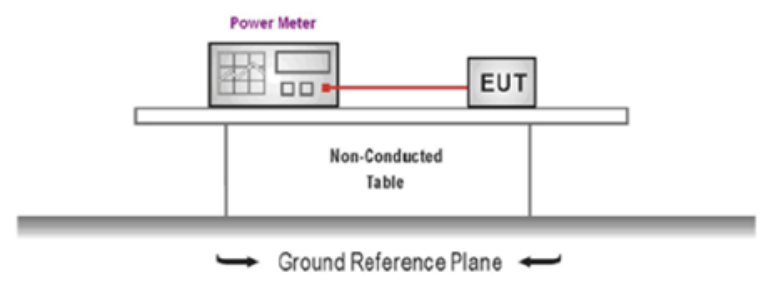 Power Meter
EUT
Non-Conducted
Table
Ground Reference Plane